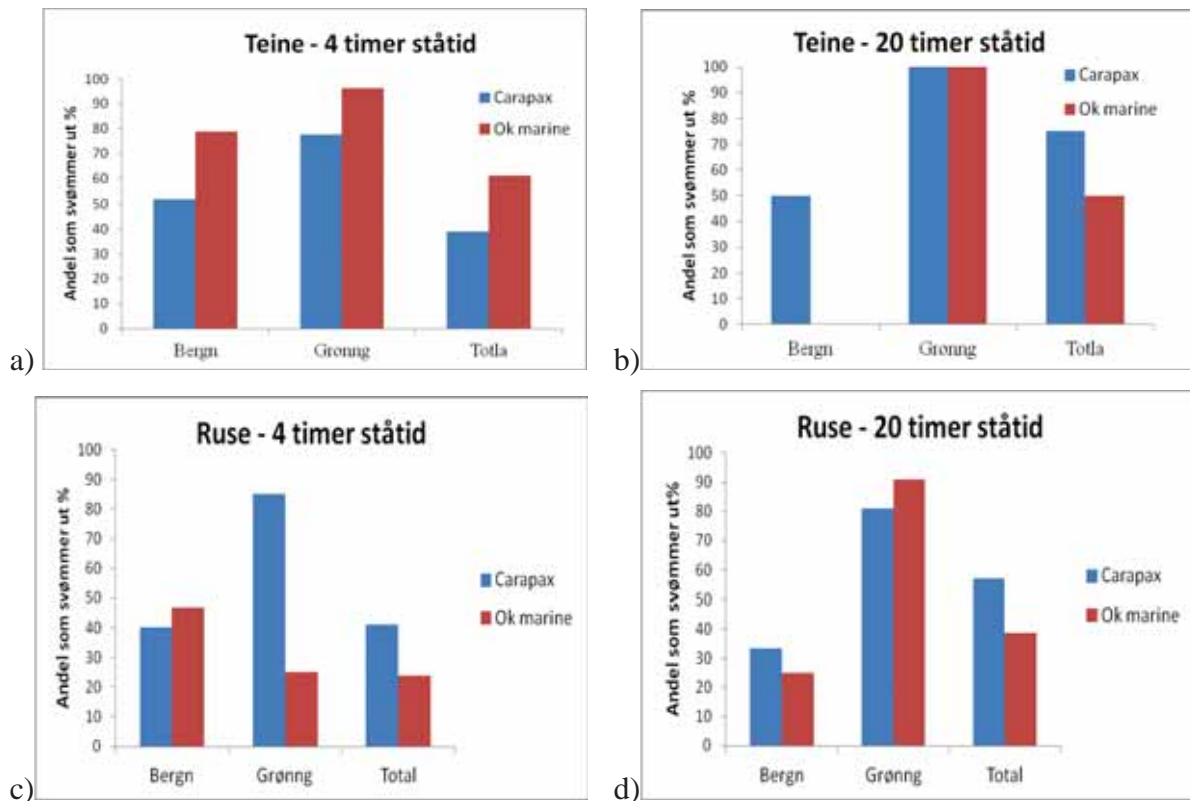 Teine - 4 timer ståtid
Andel som svømmer ut %
100
90
80
70
60
50
40
30
20
10
0
Carapax
Ok marine
Bergn Grønng Totla
a)
Teine - 20 timer ståtid
Andel som svømmer ut %
100
90
80
70
60
50
40
30
20
10
0
Carapax
Ok marine
Bergn Grønng Totla
b)
Ruse - 4 timer ståtid
Andel som svømmer ut %
100
90
80
70
60
50
40
30
20
10
0
Carapax
Ok marine
Bergn Grønng Total
c)
Ruse - 20 timer ståtid
Andel som svømmer ut%
100
90
80
70
60
50
40
30
20
10
0
Carapax
Ok marine
Bergn Grønng Total
d)